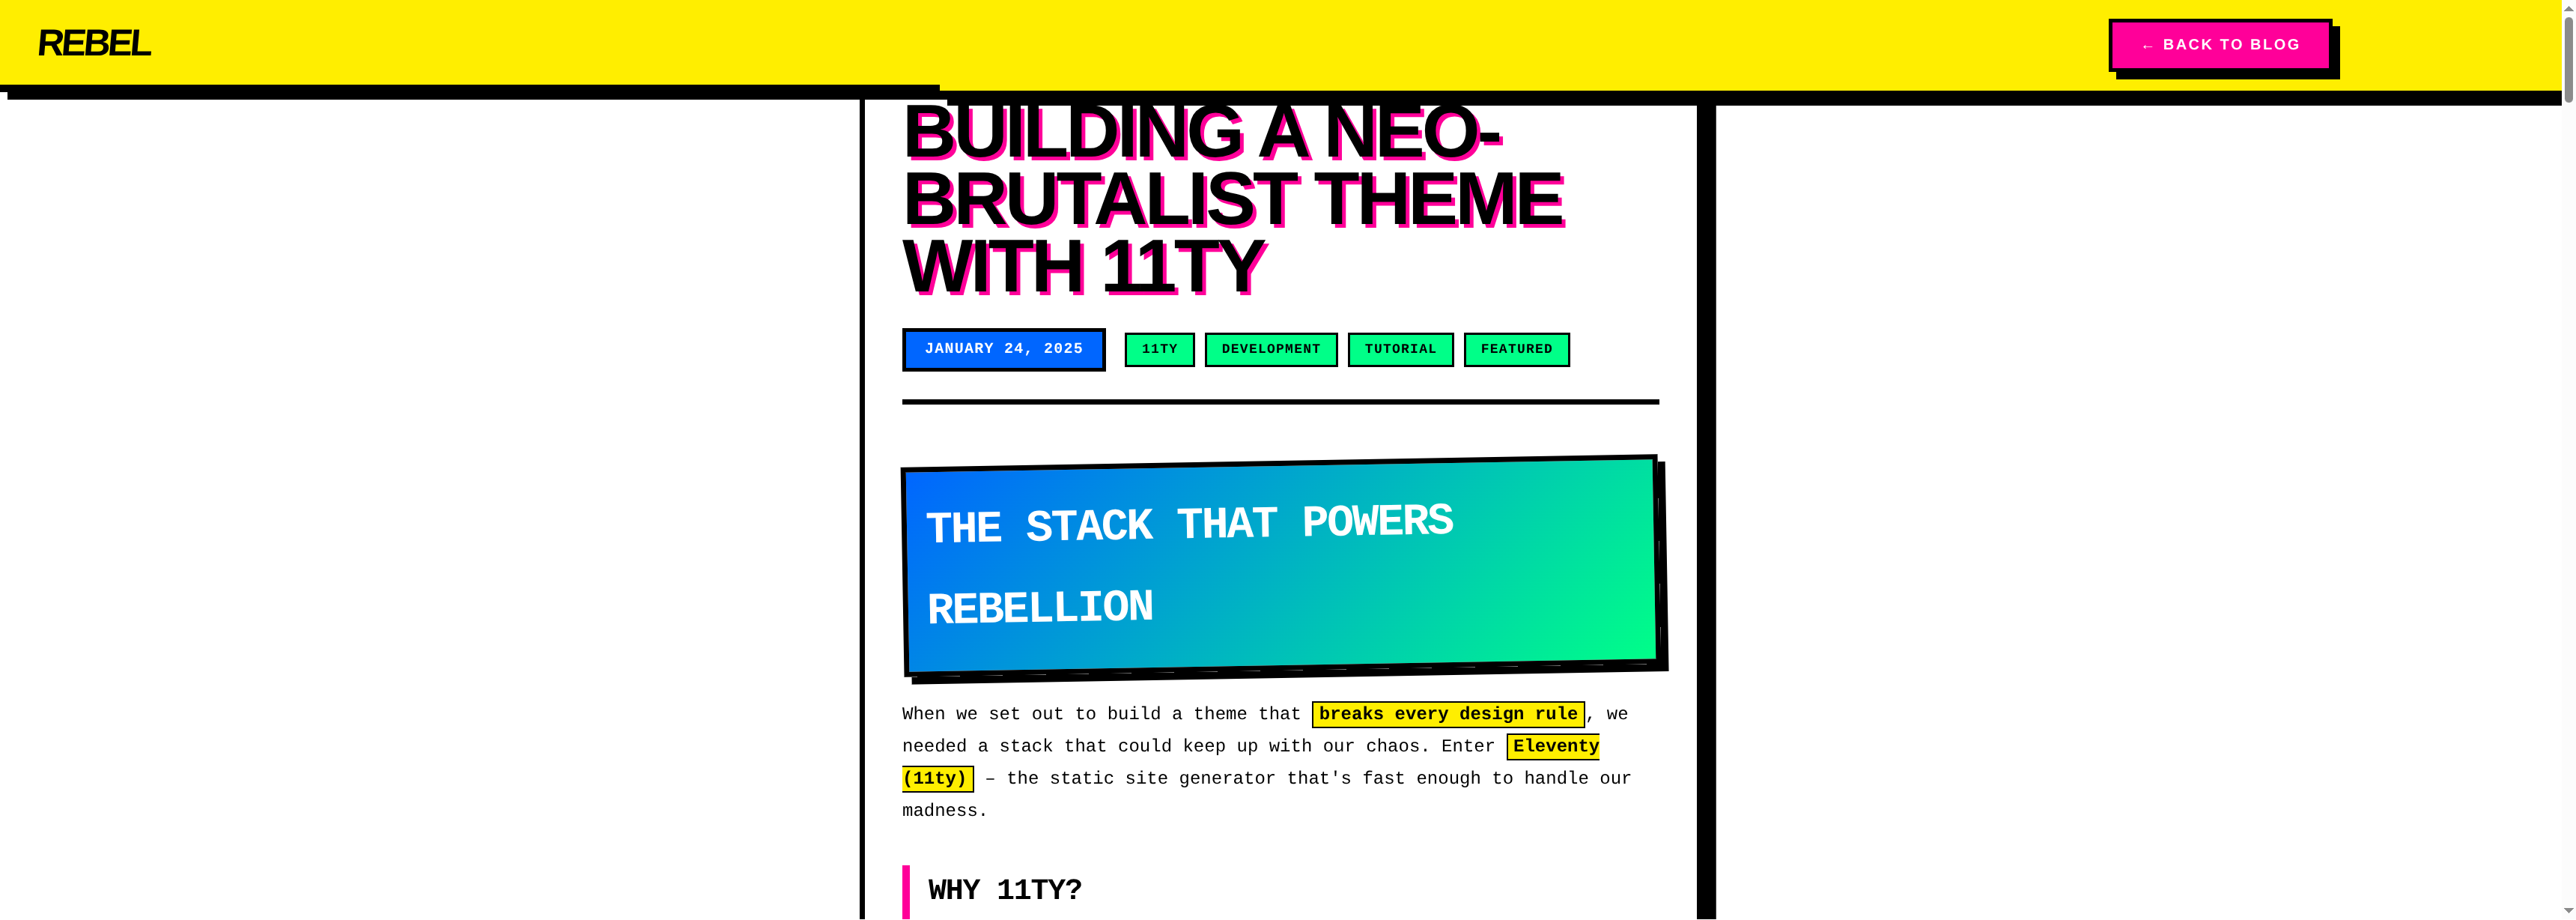 REBEL
← BACK TO BLOG
BUILDING A NEO-
BRUTALIST THEME
WITH 11TY
JANUARY 24, 2025
11TY
DEVELOPMENT
TUTORIAL
FEATURED
THE STACK THAT POWERS
REBELLION
When we set out to build a theme that breaks every design rule, we
needed a stack that could keep up with our chaos. Enter Eleventy
(11ty) – the static site generator that's fast enough to handle our
madness.
WHY 11TY?